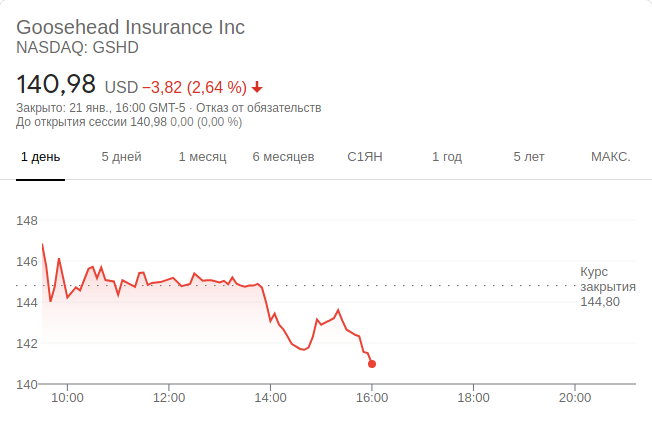 Goosehead Insurance Inc
NASDAQ: GSHD
140,98 USD −3,82 (2,64 %)
Закрыто: 21 янв., 16:00 GMT-5 · Отказ от обязательств
До открытия сессии 140,98 0,00 (0,00 %)
1 день 5 дней 1 месяц 6 месяцев С1ЯН 1 год 5 лет МАКС.
148
146
Курс
закрытия
144,80
144
142
140
10:00 12:00 14:00 16:00 18:00 20:00